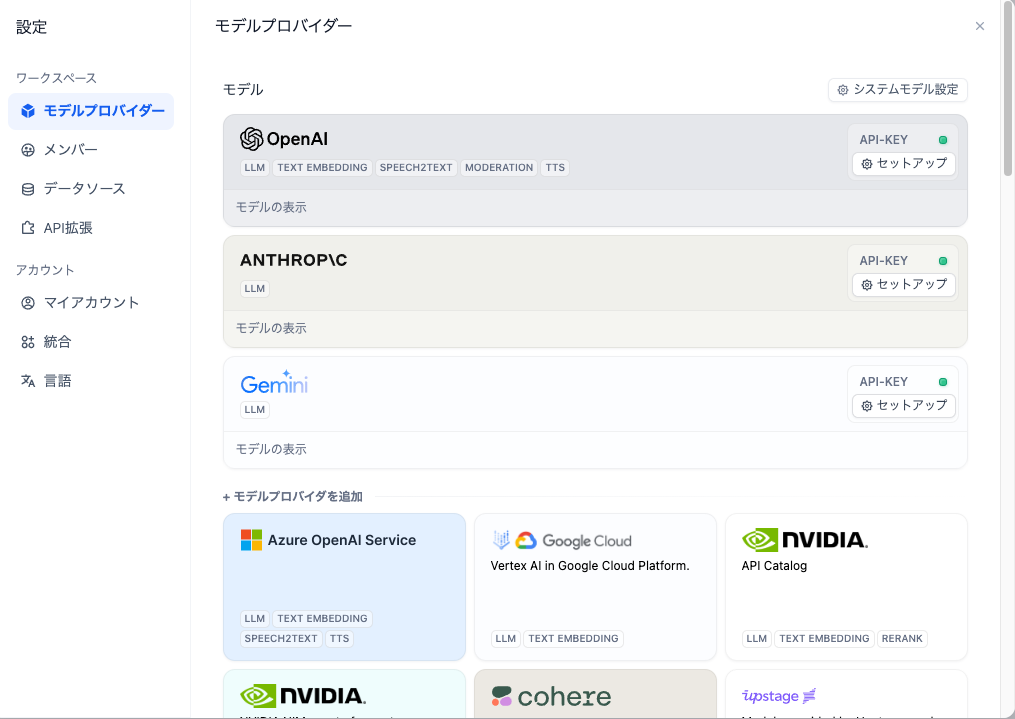 設定
ワークスペース
モデルプロバイダー
メンバー
データソース
API拡張
アカウント
マイアカウント
統合
言語
モデルプロバイダー
モデル
システムモデル設定
OpenAI
LLM TEXT EMBEDDING SPEECH2TEXT MODERATION TTS
API-KEY
セットアップ
モデルの表示
ANTHROP\C
LLM
API-KEY
セットアップ
モデルの表示
Gemini
LLM
API-KEY
セットアップ
モデルの表示
+ モデルプロバイダを追加
Azure OpenAI Service
LLM TEXT EMBEDDING
SPEECH2TEXT TTS
Google Cloud
Vertex AI in Google Cloud Platform.
LLM TEXT EMBEDDING
NVIDIA.
API Catalog
LLM TEXT EMBEDDING RERANK
NVIDIA.
cohere
upstage